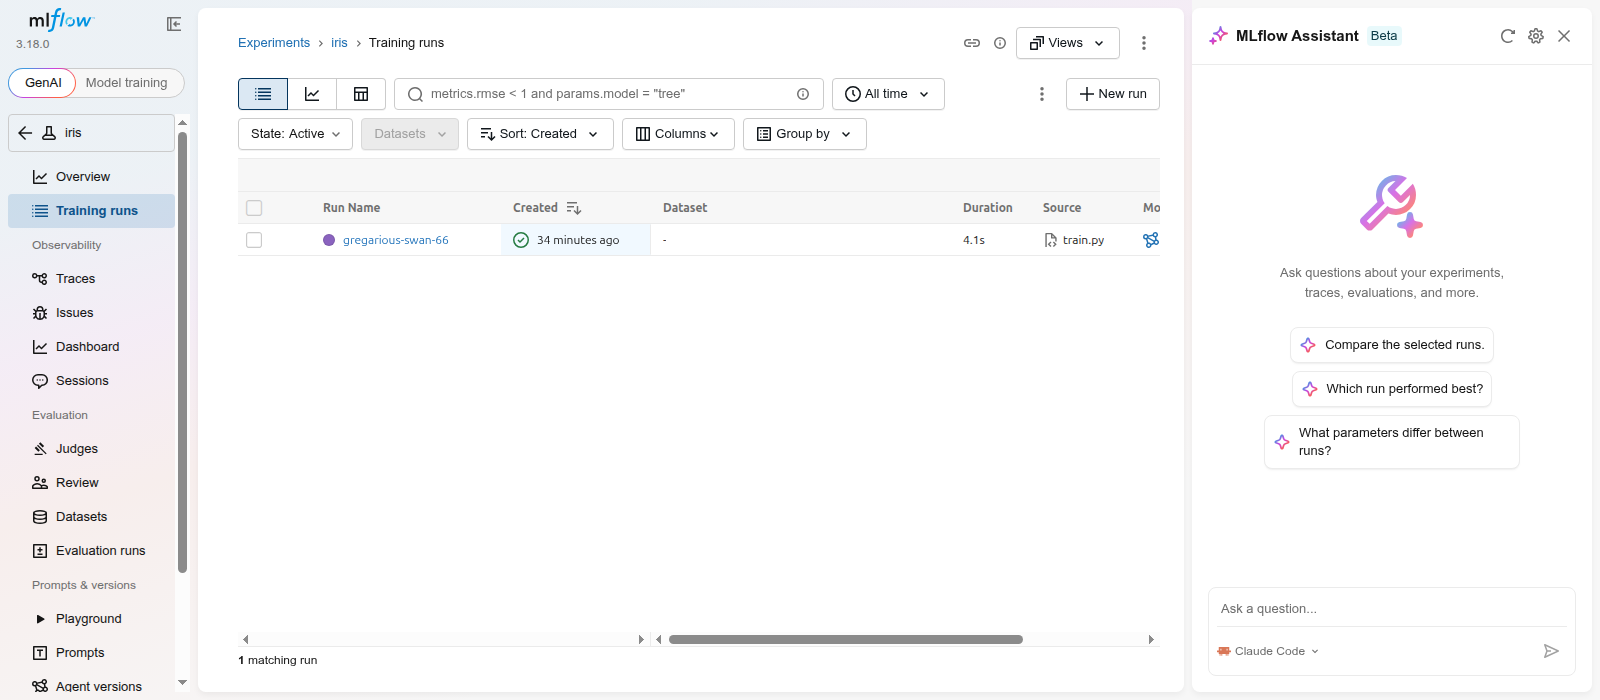 mlflow
3.18.0
GenAI
Model training
iris
Overview
Training runs
Observability
Traces
Issues
Dashboard
Sessions
Evaluation
Judges
Review
Datasets
Evaluation runs
Prompts & versions
Playground
Prompts
Agent versions
Experiments > iris > Training runs
Views
metrics.rmse < 1 and params.model = "tree"
All time
New run
State: Active
Datasets
Sort: Created
Columns
Group by
Run Name Created Dataset Duration Source Mo
gregarious-swan-66 34 minutes ago - 4.1s train.py
1 matching run
MLflow Assistant Beta
Ask questions about your experiments,
traces, evaluations, and more.
Compare the selected runs.
Which run performed best?
What parameters differ between
runs?
Ask a question...
Claude Code